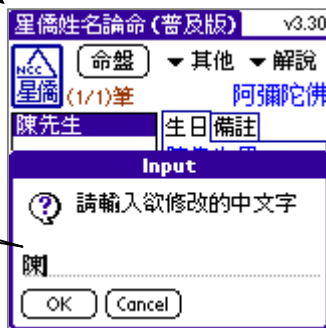 星僑姓名論命(普及版) v3.30
NCC 命盤 ▼其他 ▼解說
星僑 (1/1)筆 阿彌陀佛
陳先生 生日 備註
Input
請輸入欲修改的中文字
陳
OK Cancel